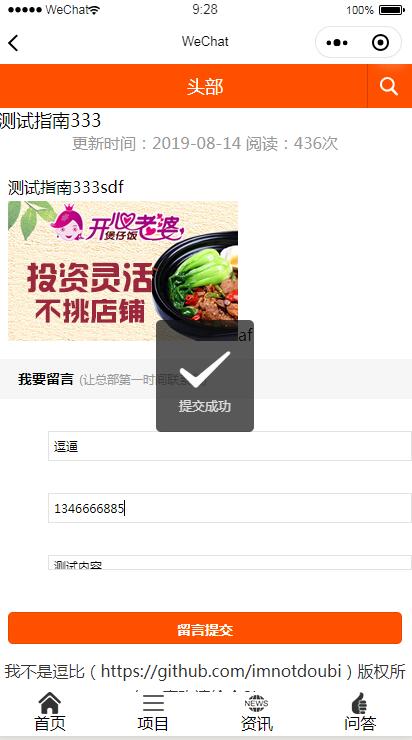 WeChat
9:28
100%
WeChat
头部
测试指南333
更新时间：2019-08-14 阅读：436次
测试指南333sdf
开心老婆
煲仔饭
投资灵活
不挑店铺
af
我要留言 (让总部第一时间联
提交成功
逗逼
1346666885
测试内容
留言提交
我不是逗比（https://github.com/imnotdoubi）版权所
首页
项目
NEWS
资讯
问答